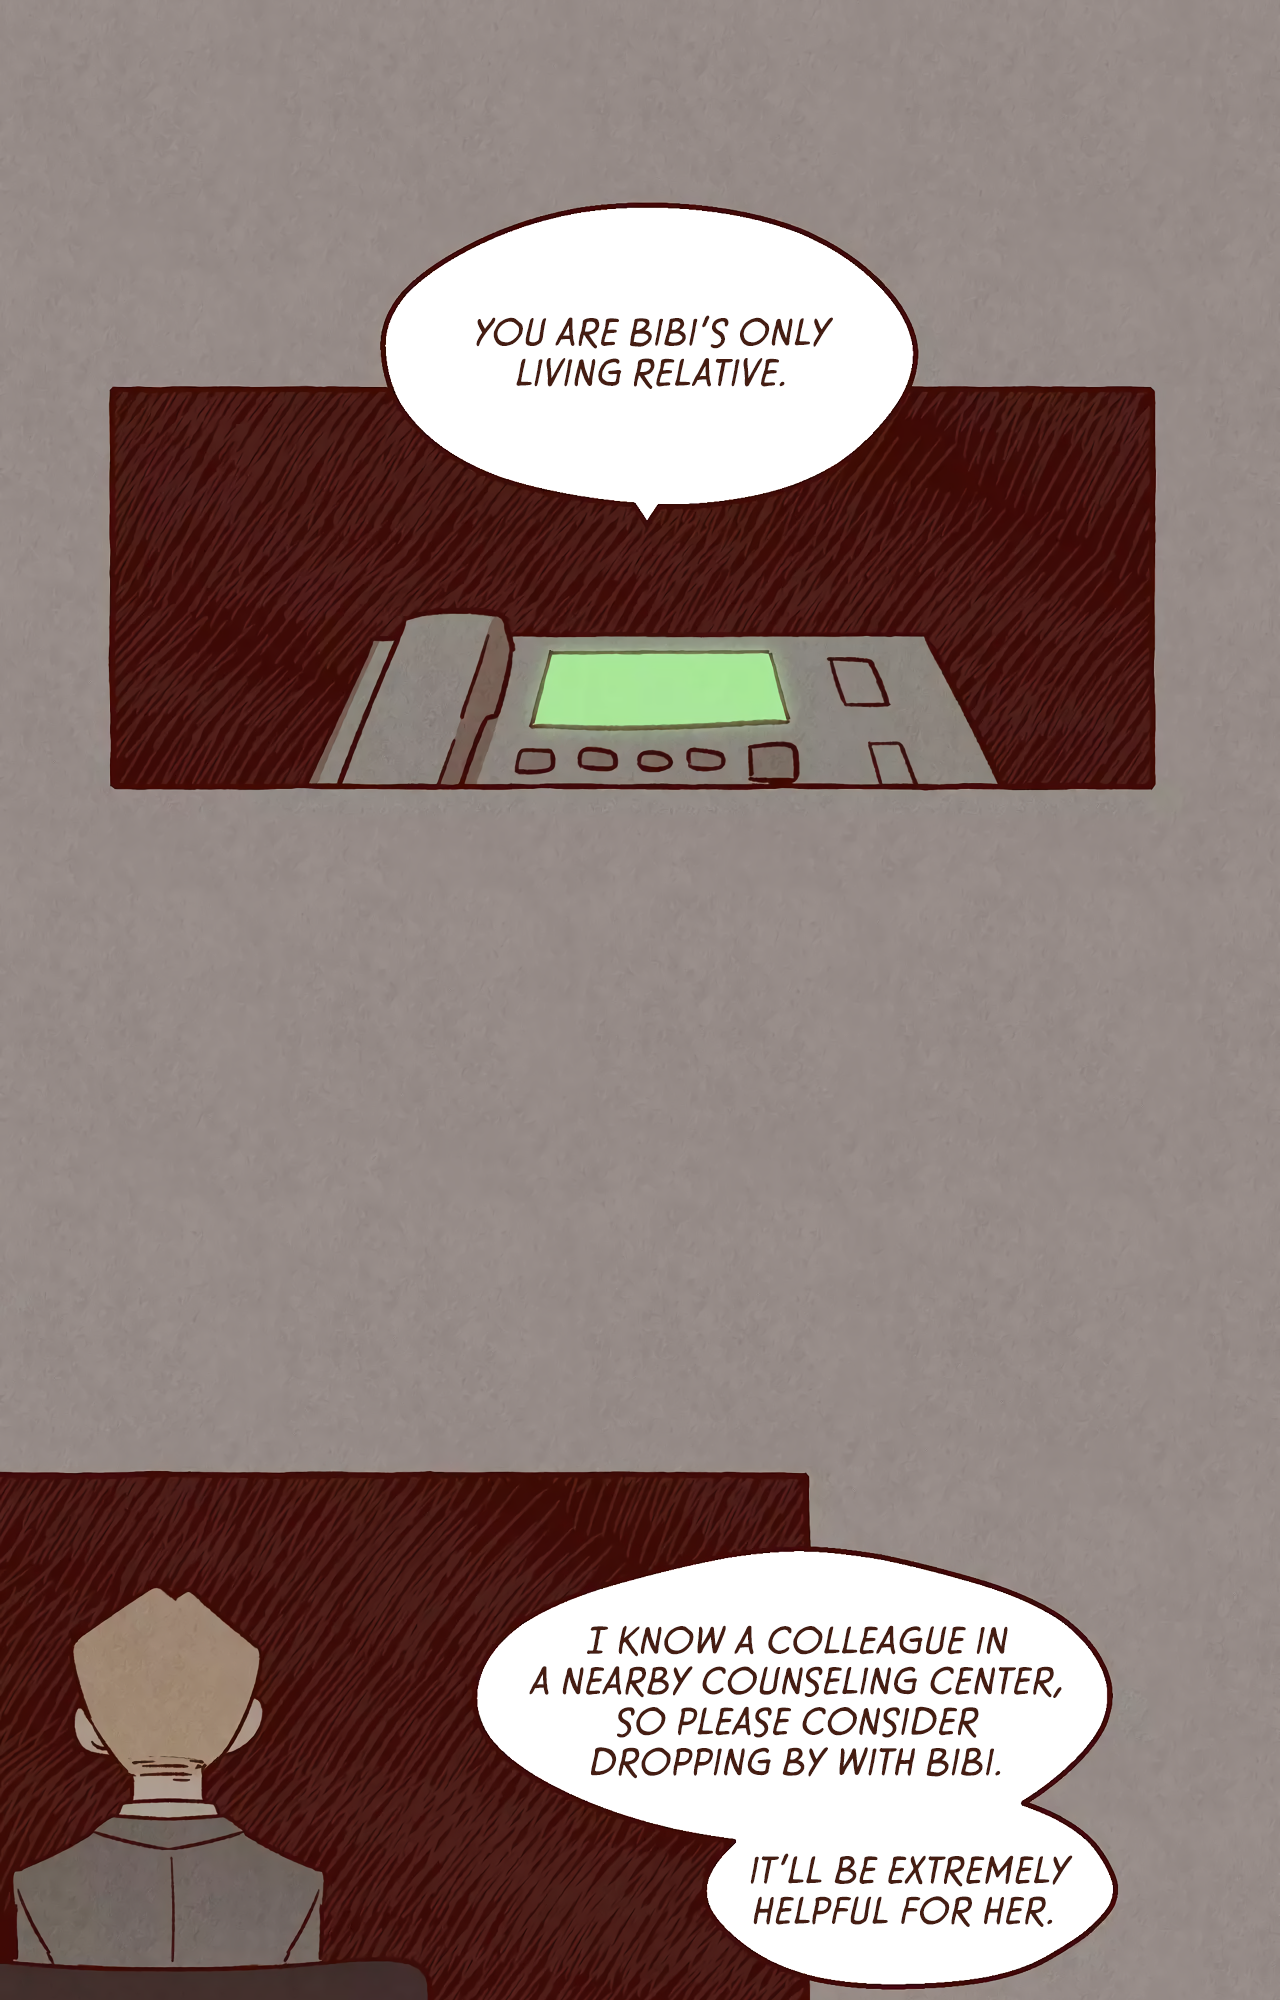 YOU ARE BIBI'S ONLY
LIVING RELATIVE.
I KNOW A COLLEAGUE IN
A NEARBY COUNSELING CENTER,
SO PLEASE CONSIDER
DROPPING BY WITH BIBI.
IT'LL BE EXTREMELY
HELPFUL FOR HER.